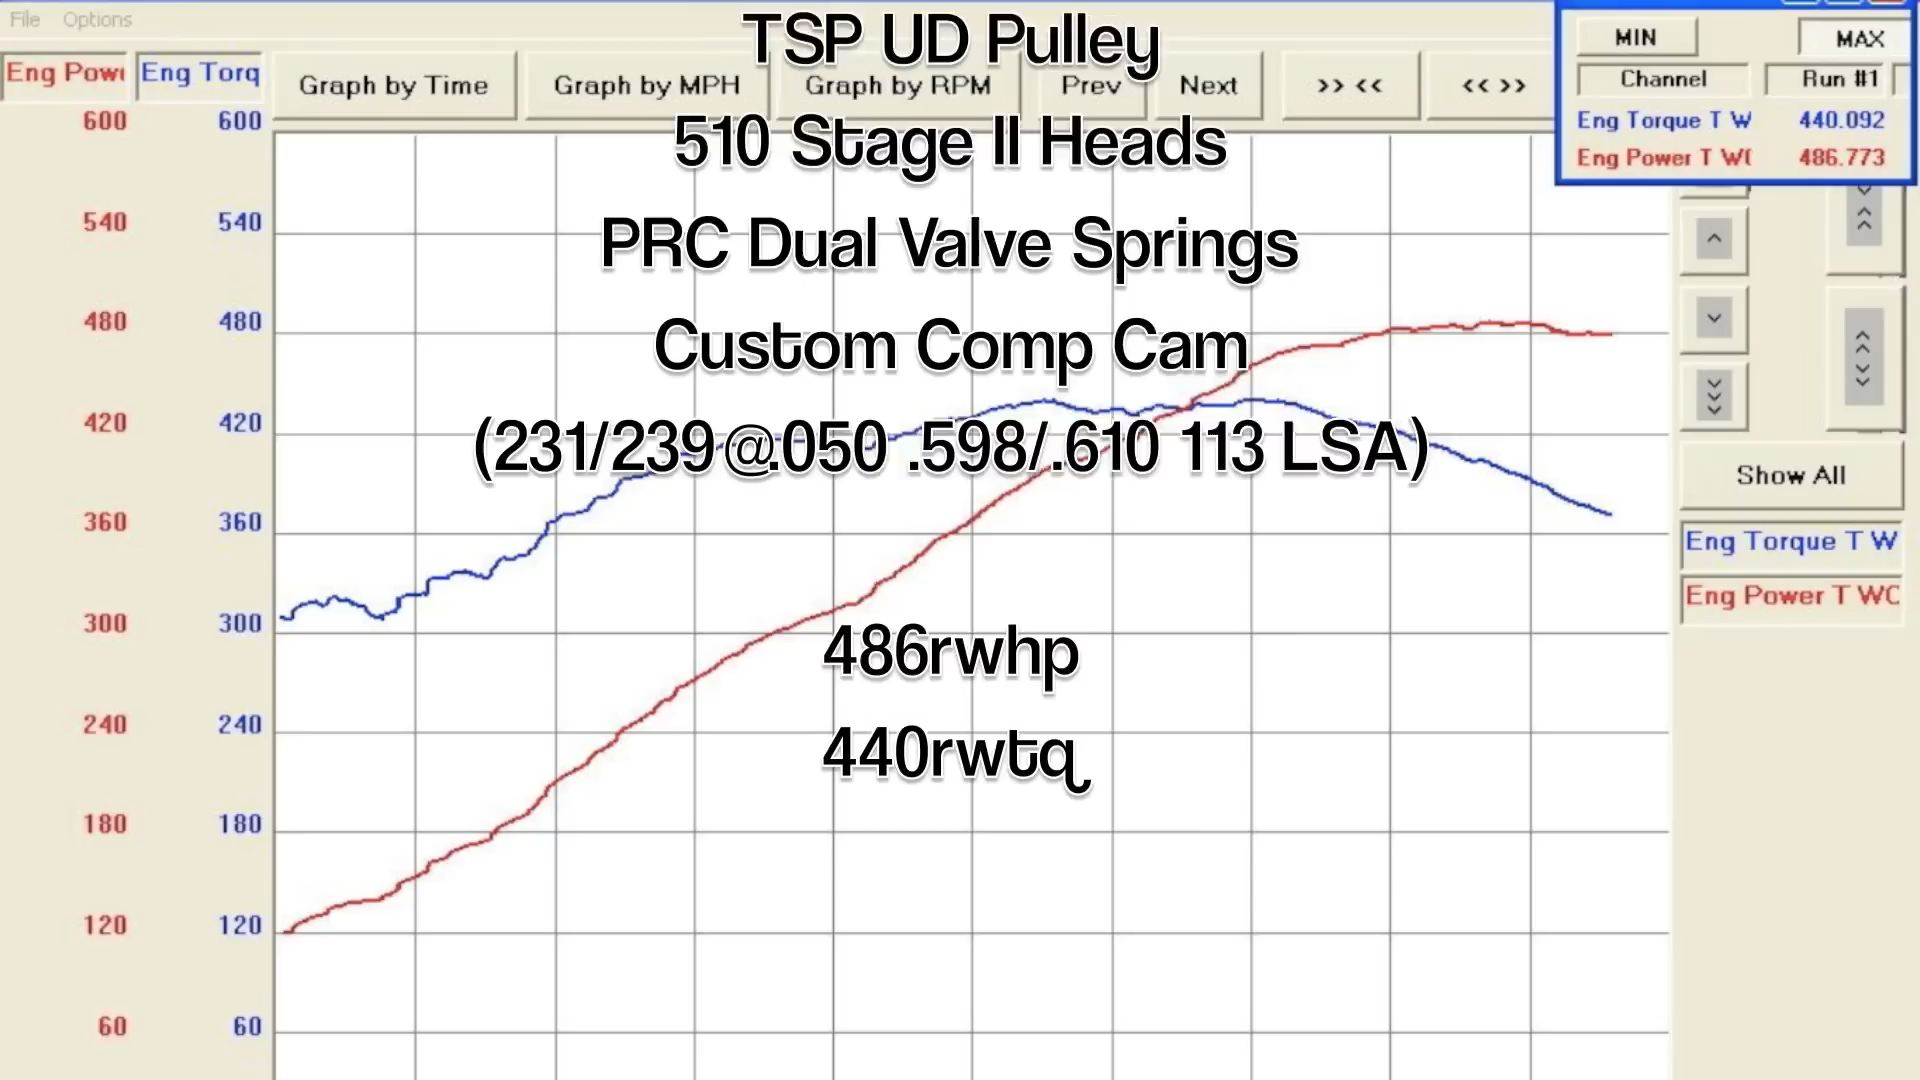 File Options
TSP UD Pulley
MIN MAX
Eng Pow Eng Torq Graph by Time Graph by MPH Graph by RPM Prev Next >> << << >>
Channel Run #1
600 600
Eng Torque T W 440.092
510 Stage II Heads
Eng Power T W 486.773
540 540
PRC Dual Valve Springs
480 480
Custom Comp Cam
420 420
(231/239@.050 .598/.610 113 LSA)
Show All
360 360
Eng Torque T W
Eng Power T WO
300 300
486rwhp
240 240
440rwtq
180 180
120 120
60 60